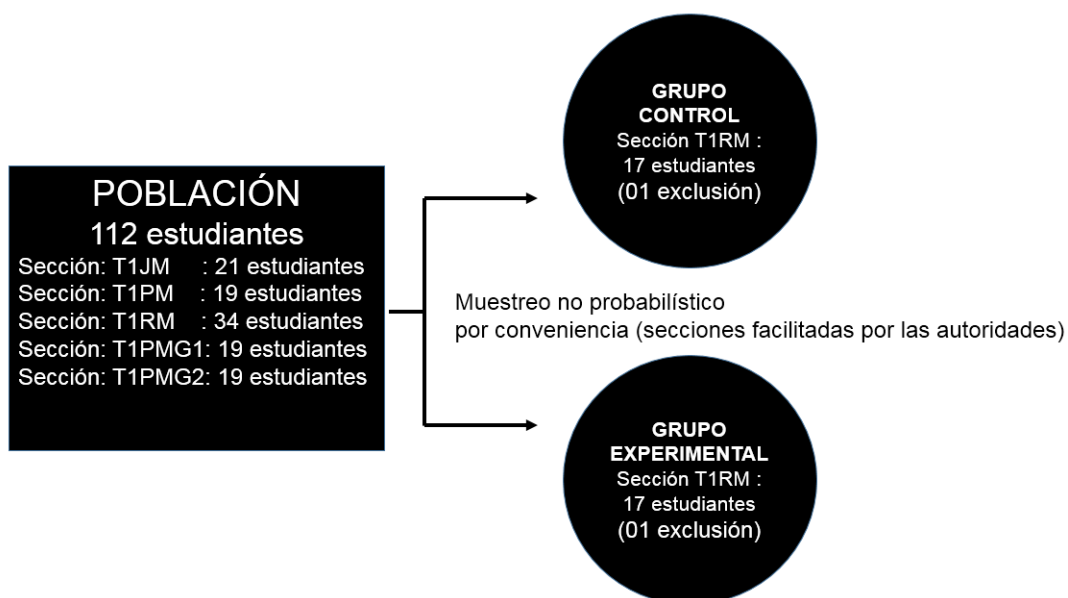 POBLACIÓN
112 estudiantes
Sección: T1JM : 21 estudiantes
Sección: T1PM : 19 estudiantes
Sección: T1RM : 34 estudiantes
Sección: T1PMG1: 19 estudiantes
Sección: T1PMG2: 19 estudiantes
GRUPO
CONTROL
Sección T1RM :
17 estudiantes
(01 exclusión)
Muestreo no probabilístico
por conveniencia (secciones facilitadas por las autoridades)
GRUPO
EXPERIMENTAL
Sección T1RM :
17 estudiantes
(01 exclusión)